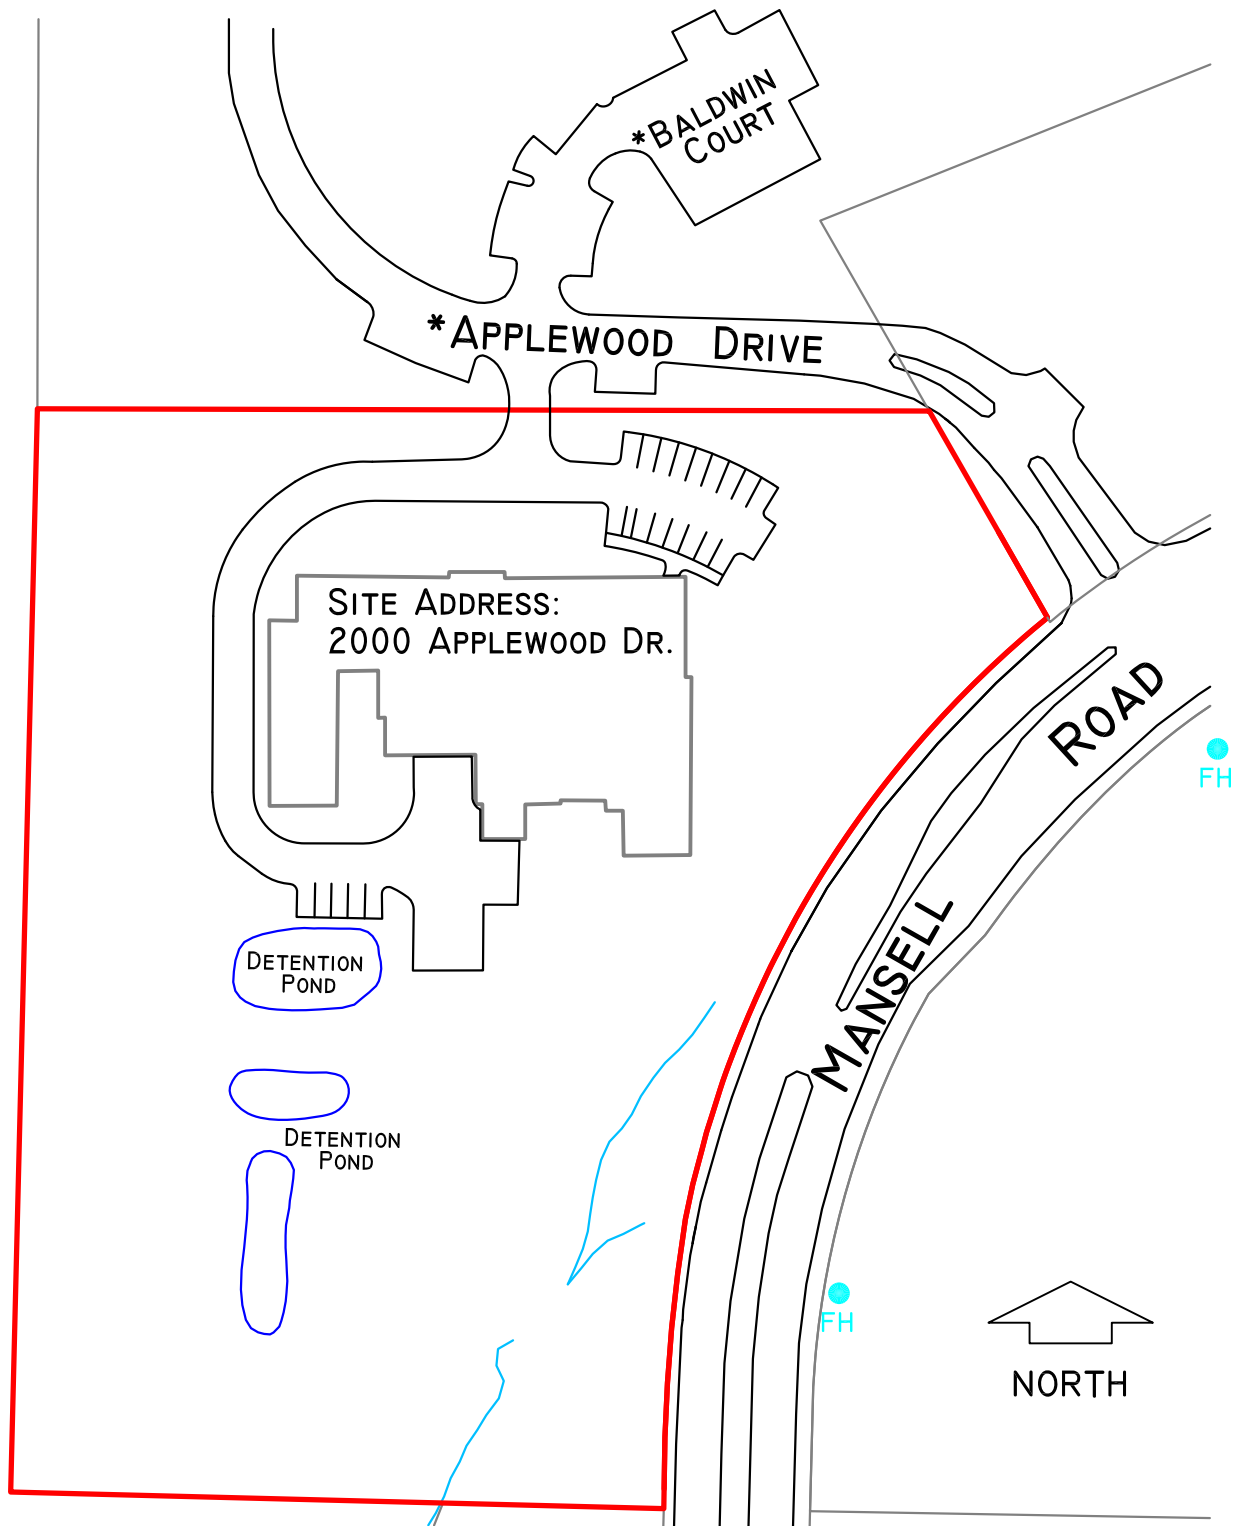 *BALDWIN
COURT
*APPLEWOOD DRIVE
SITE ADDRESS:
2000 APPLEWOOD DR.
ROAD
FH
MANSELL
DETENTION
POND
DETENTION
POND
FH
NORTH